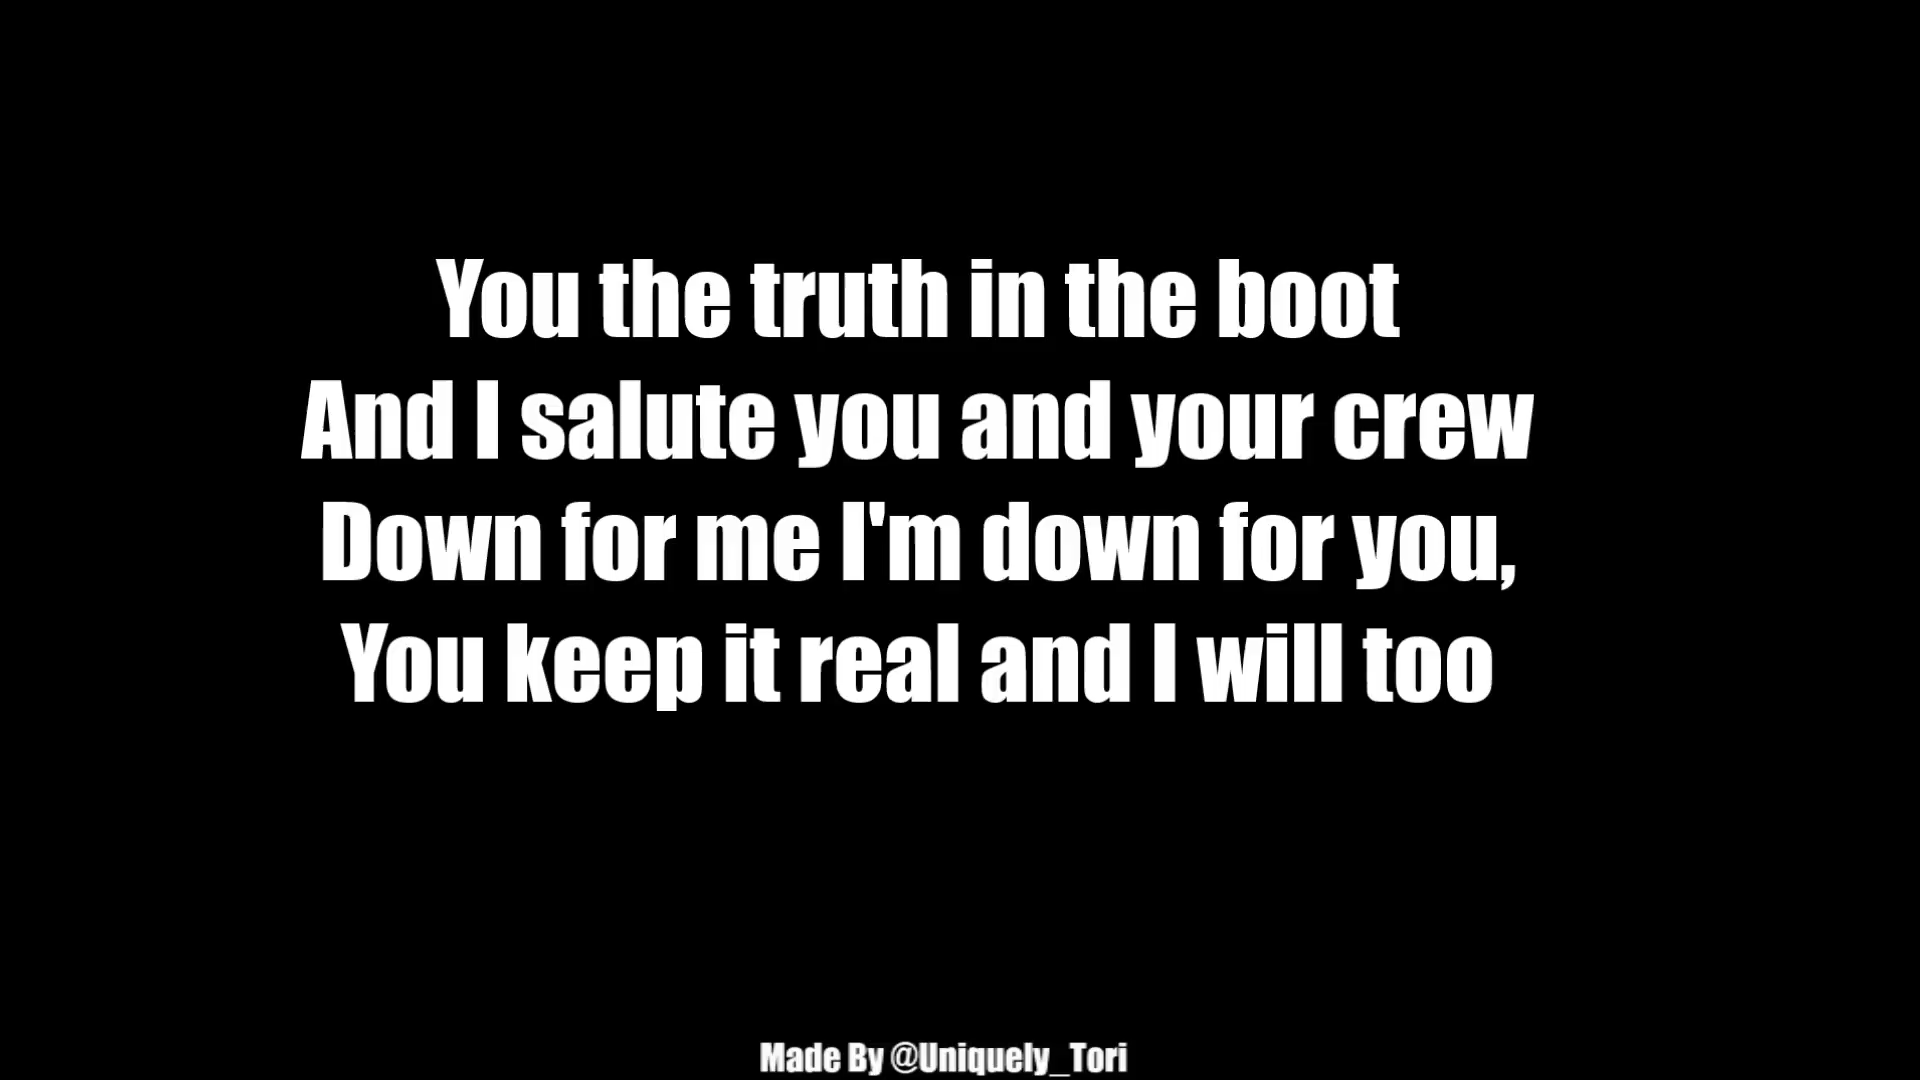 You the truth in the boot
And I salute you and your crew
Down for me I'm down for you,
You keep it real and I will too
Made By @Uniquely_Tori